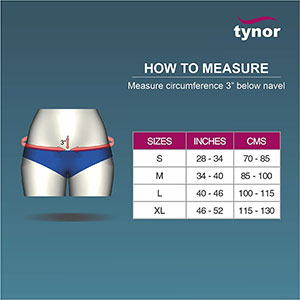 tynor
HOW TO MEASURE
Measure circumference 3" below navel
3"
SIZES INCHES CMS
S 28 - 34 70 - 85
M 34 - 40 85 - 100
L 40 - 46 100 - 115
XL 46 - 52 115 - 130